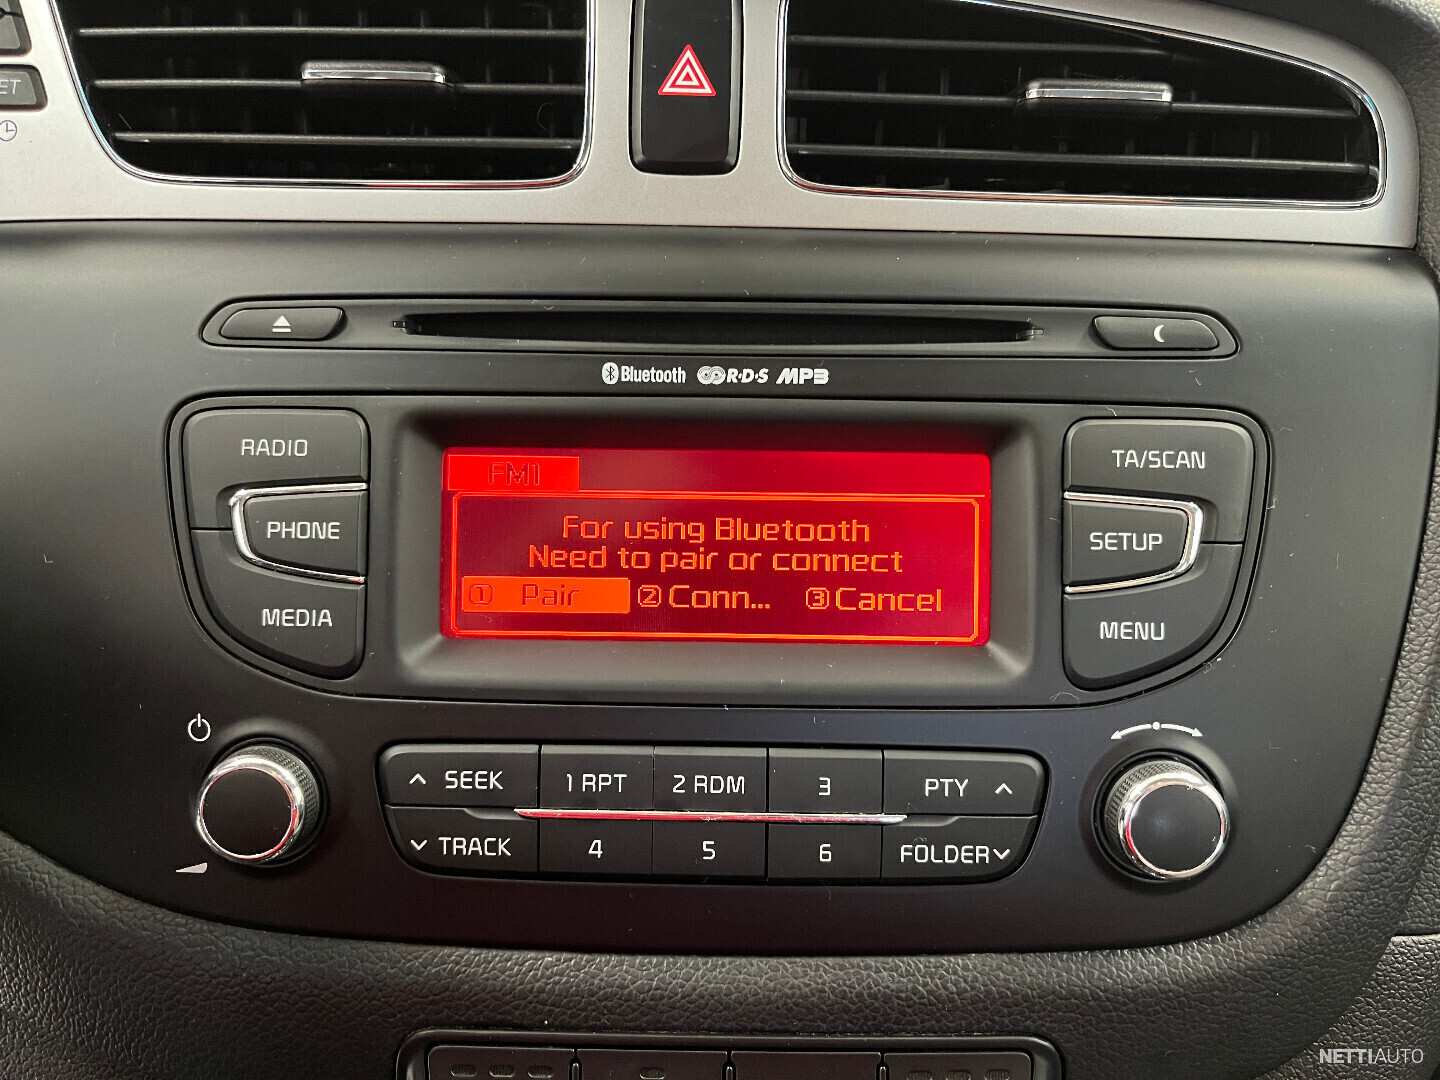 ET
Bluetooth R·D·S MP3
RADIO
PHONE
MEDIA
FM1
For using Bluetooth
Need to pair or connect
1 Pair 2 Conn... 3 Cancel
TA/SCAN
SETUP
MENU
SEEK 1 RPT 2 RDM 3 PTY
TRACK 4 5 6 FOLDER
NETTIAUTO